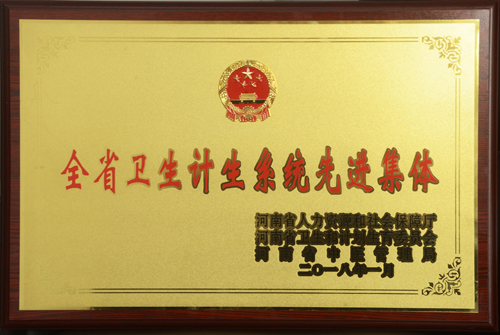 全省卫生计生系统先进集体
河南省人力资源和社会保障厅
河南省卫生和计划生育委员会
河南省中医管理局
二〇一八年一月